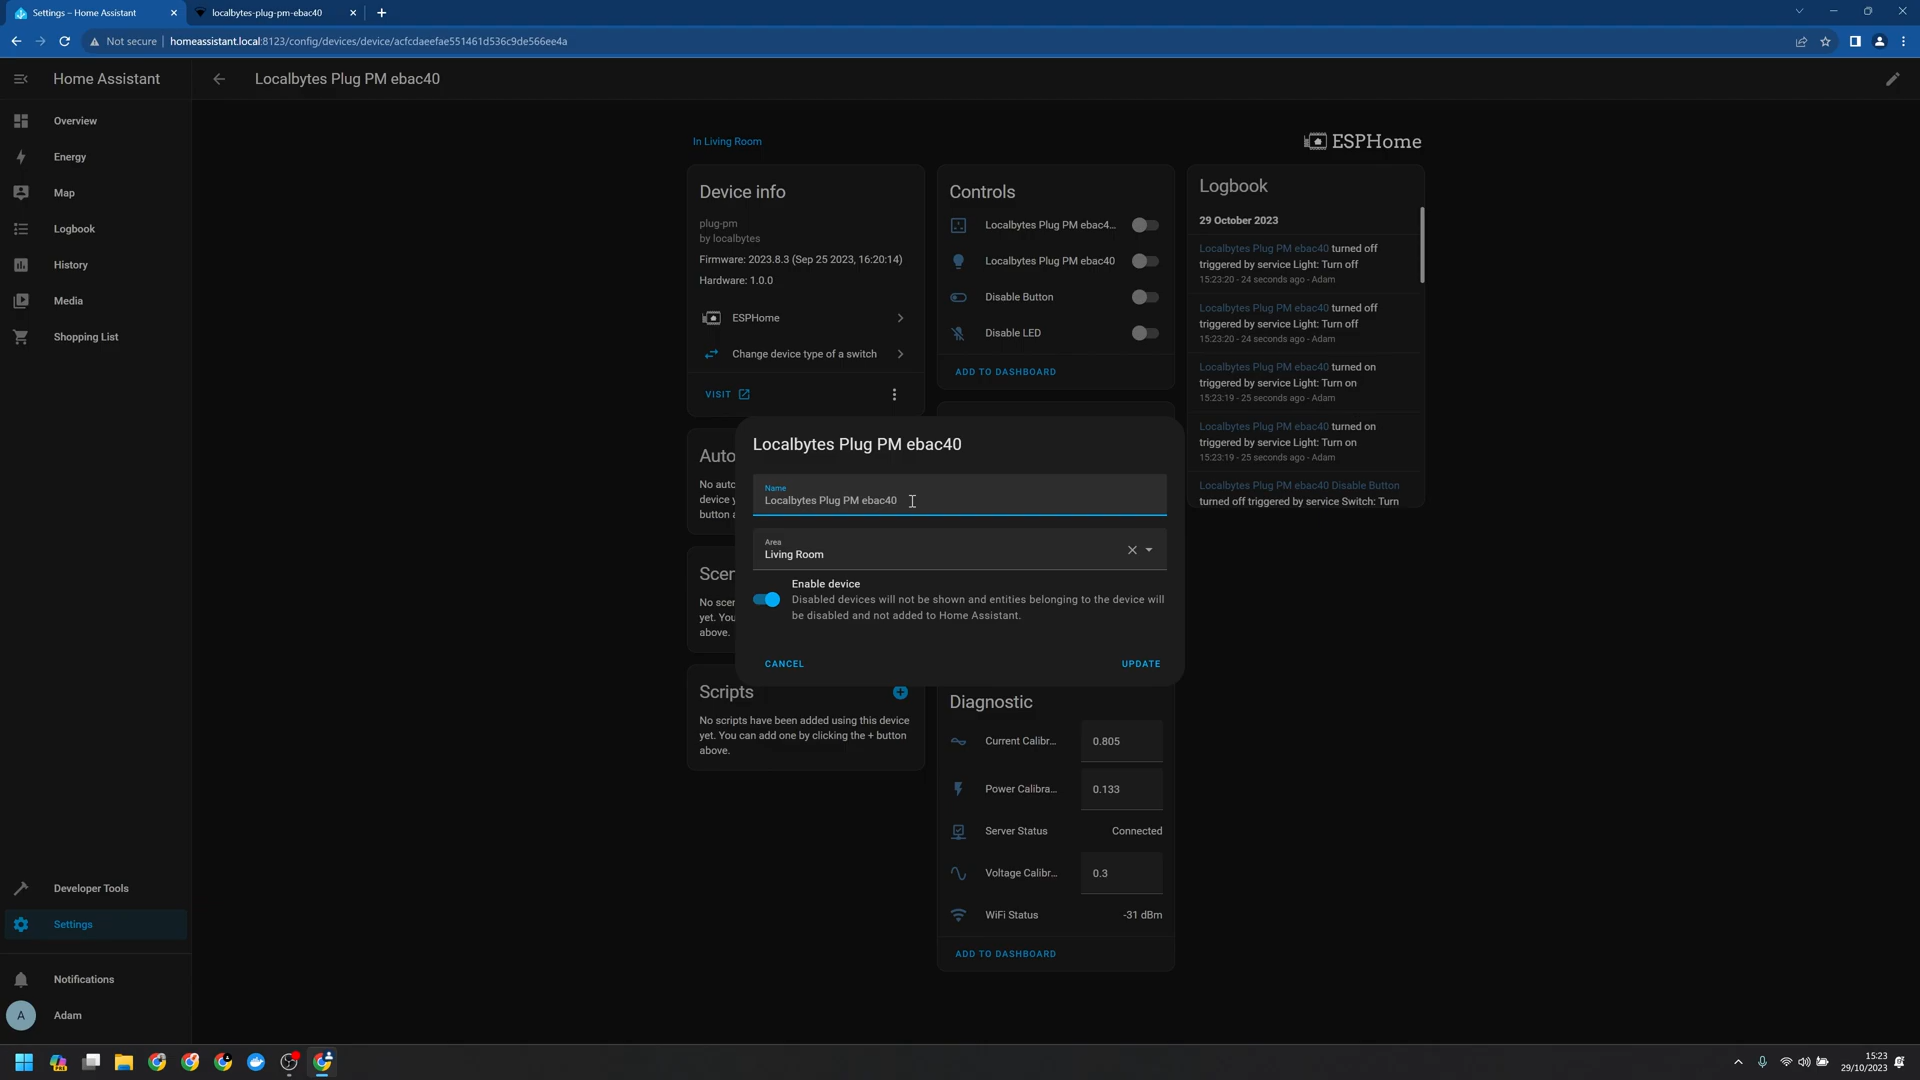 Settings – Home Assistant
localbytes-plug-pm-ebac40
Not secure
homeassistant.local:8123/config/devices/device/acfcdaeefae551461d536c9de566ee4a
Home Assistant
Localbytes Plug PM ebac40
Overview
Energy
Map
Logbook
History
Media
Shopping List
Developer Tools
Settings
Notifications
A
Adam
In Living Room
ESPHome
Device info
plug-pm
by localbytes
Firmware: 2023.8.3 (Sep 25 2023, 16:20:14)
Hardware: 1.0.0
ESPHome
Change device type of a switch
VISIT
Controls
Localbytes Plug PM ebac4...
Localbytes Plug PM ebac40
Disable Button
Disable LED
ADD TO DASHBOARD
Logbook
29 October 2023
Localbytes Plug PM ebac40 turned off
triggered by service Light: Turn off
15:23:20 - 24 seconds ago - Adam
Localbytes Plug PM ebac40 turned off
triggered by service Light: Turn off
15:23:20 - 24 seconds ago - Adam
Localbytes Plug PM ebac40 turned on
triggered by service Light: Turn on
15:23:19 - 25 seconds ago - Adam
Localbytes Plug PM ebac40 turned on
triggered by service Light: Turn on
15:23:19 - 25 seconds ago - Adam
Localbytes Plug PM ebac40 Disable Button
turned off triggered by service Switch: Turn
Auto
No auto
device y
button a
Scer
No scer
yet. You
above.
Localbytes Plug PM ebac40
Name
Localbytes Plug PM ebac40
Area
Living Room
Enable device
Disabled devices will not be shown and entities belonging to the device will
be disabled and not added to Home Assistant.
CANCEL
UPDATE
Scripts
No scripts have been added using this device
yet. You can add one by clicking the + button
above.
Diagnostic
Current Calibr...
0.805
Power Calibra...
0.133
Server Status
Connected
Voltage Calibr...
0.3
WiFi Status
-31 dBm
ADD TO DASHBOARD
PRE
15:23
29/10/2023